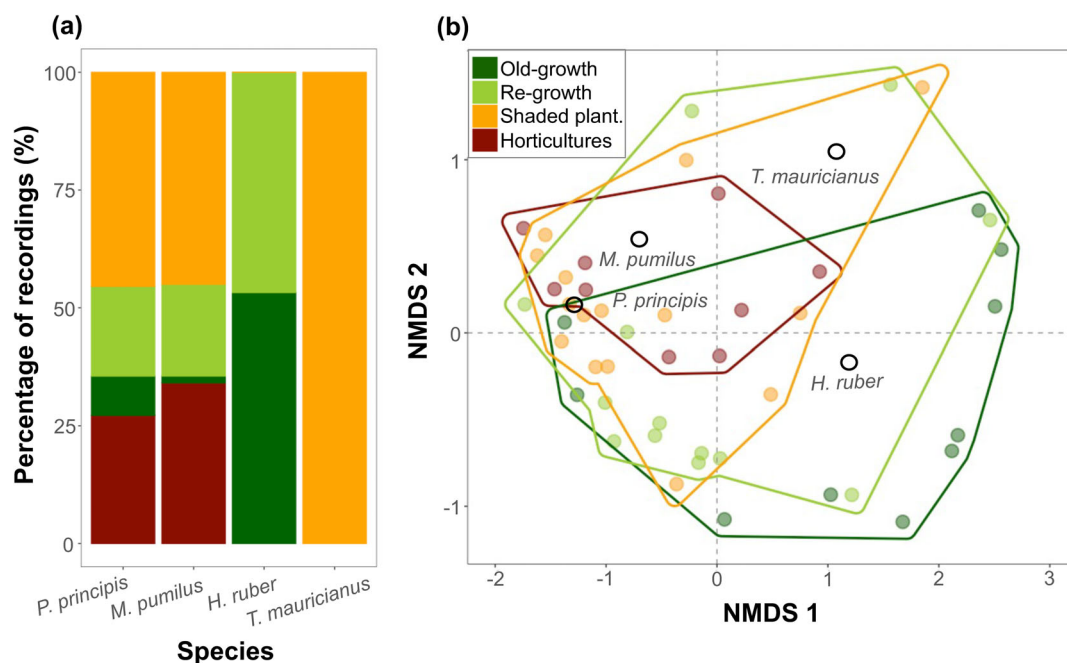 (a)
Percentage of recordings (%)
100
75
50
25
0
P. principis
M. pumilus
H. ruber
T. mauricianus
Species
(b)
Old-growth
Re-growth
Shaded plant.
Horticultures
NMDS 2
1
0
-1
T. mauricianus
M. pumilus
P. principis
H. ruber
-2
-1
0
1
2
3
NMDS 1